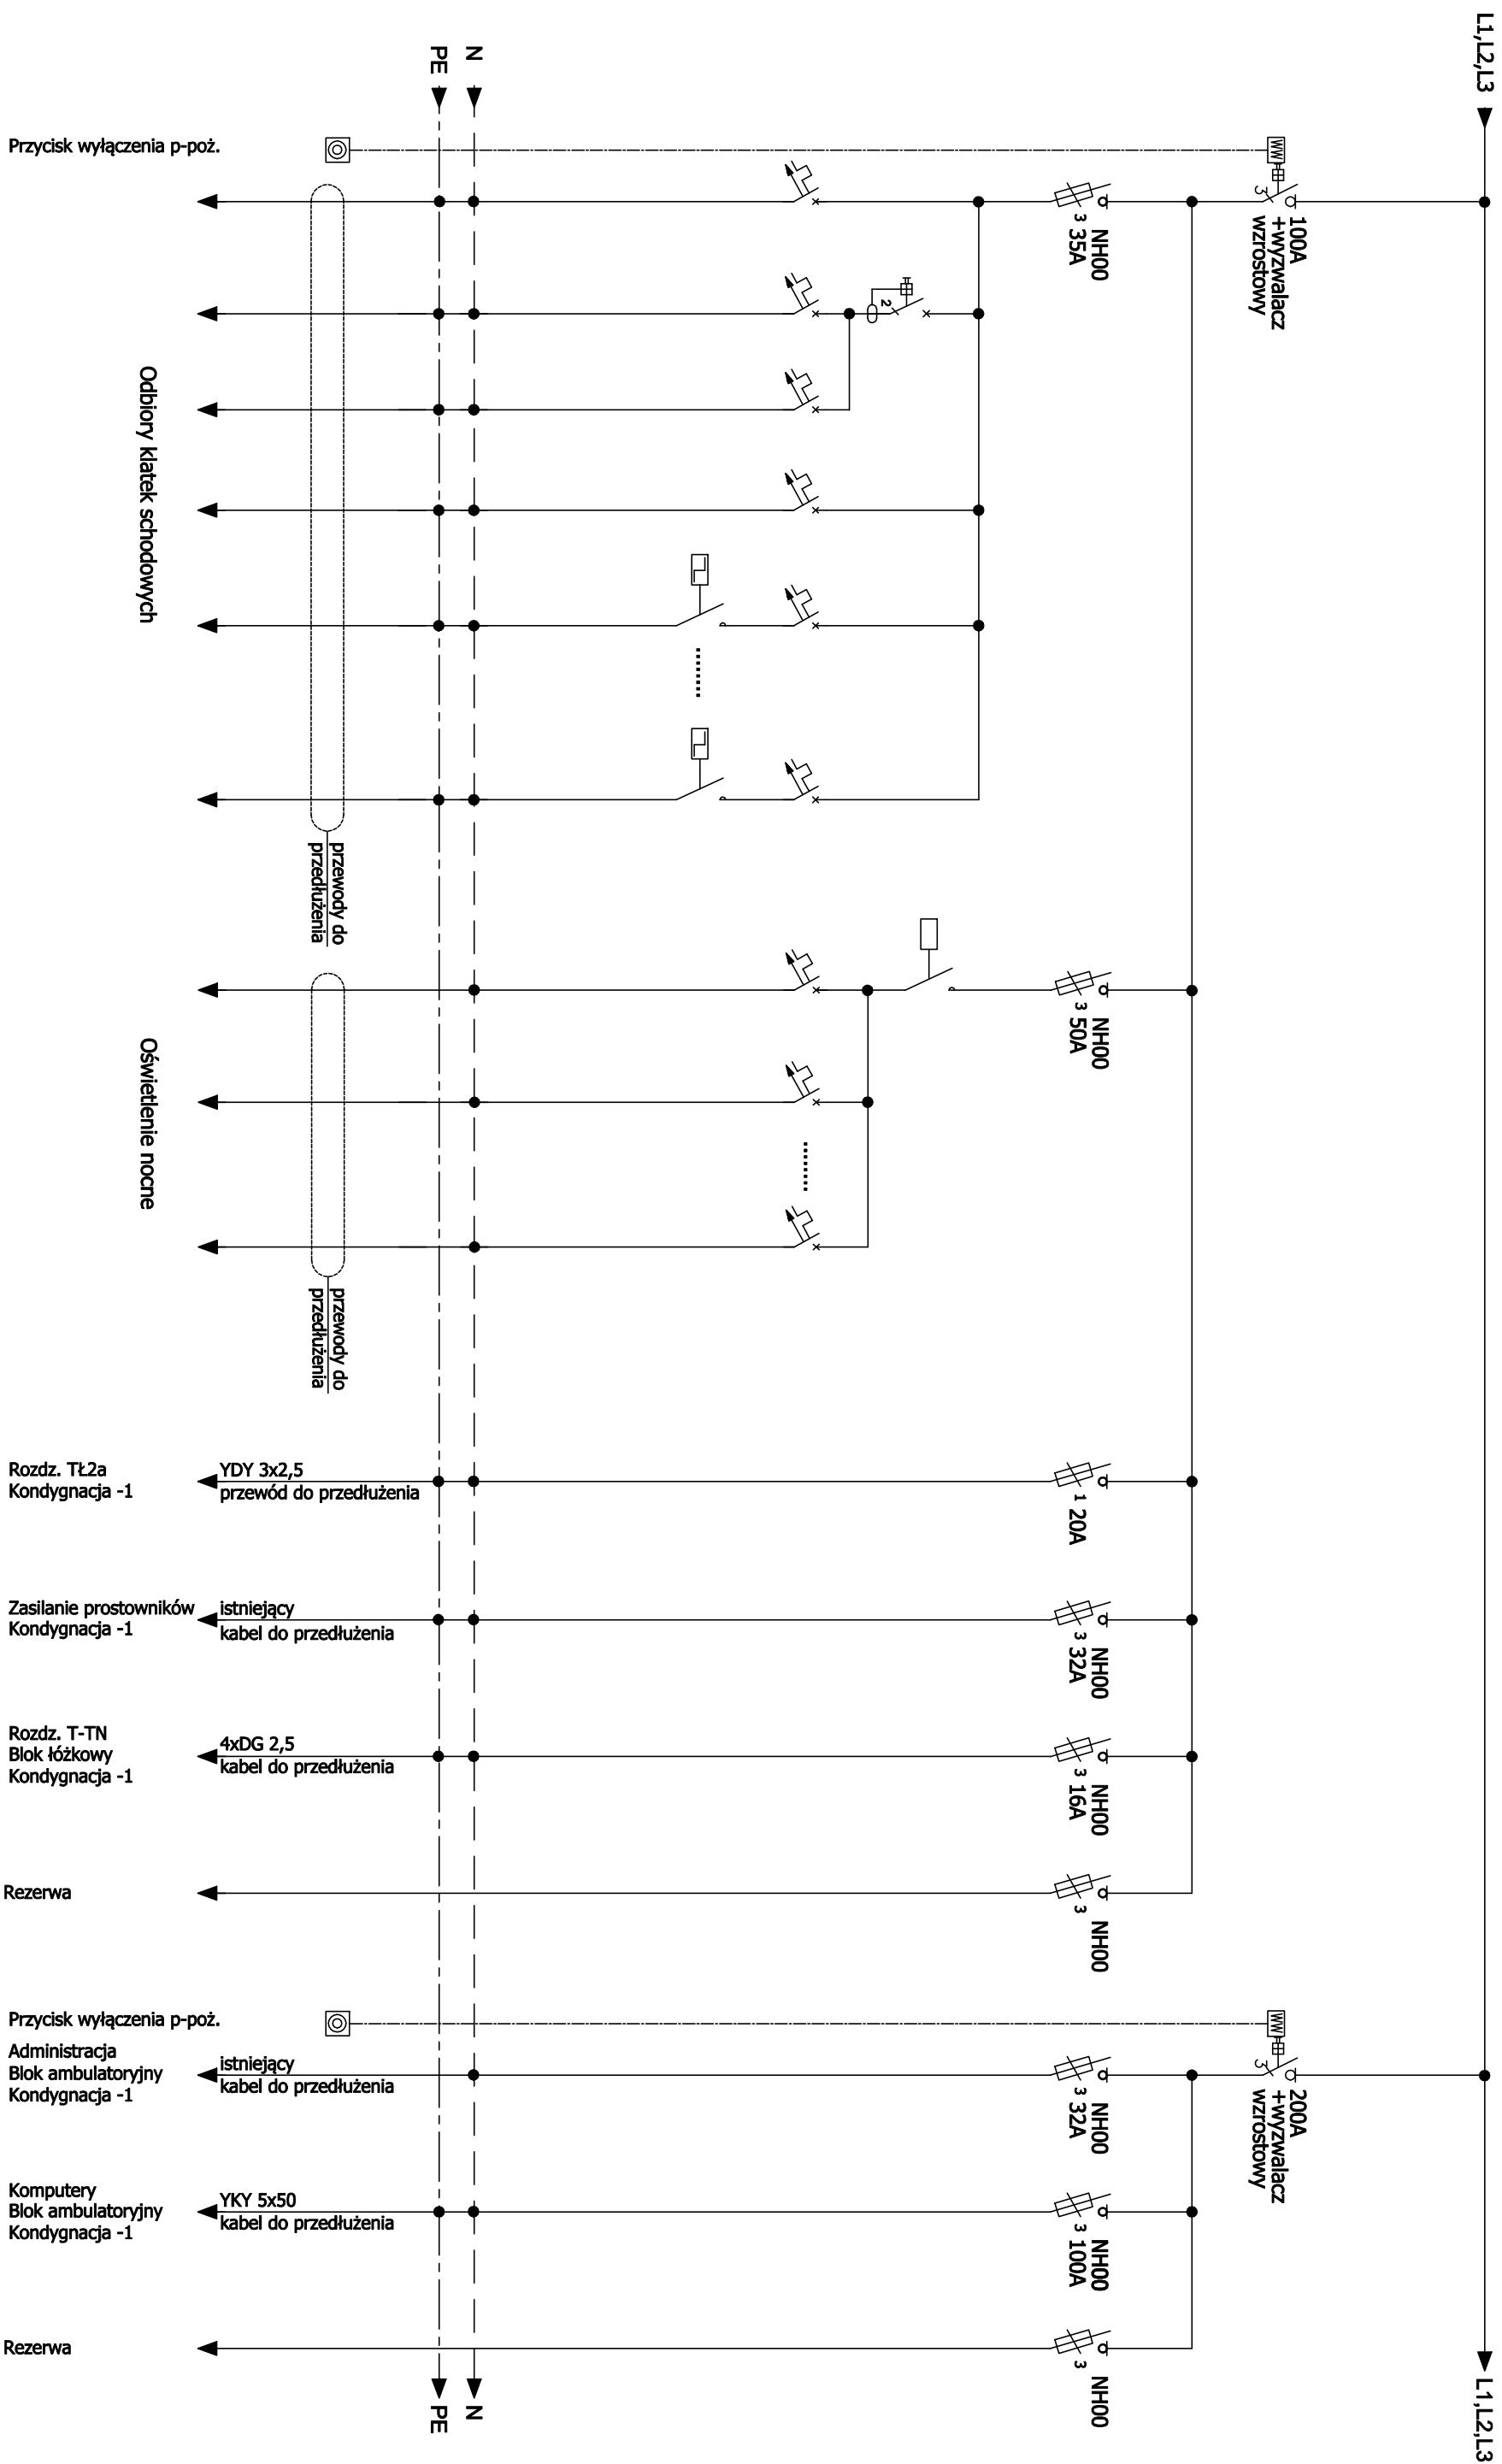 L1,L2,L3
N
PE
Przycisk wyłączenia p-poż.
100A
+wyzwalacz
wzrostowy
3
NH00
3 35A
2
Odbiory klatek schodowych
przewody do
przedłużenia
NH00
3 50A
Oświetlenie nocne
przewody do
przedłużenia
Rozdz. TŁ2a
Kondygnacja -1
YDY 3x2,5
przewód do przedłużenia
1 20A
Zasilanie prostowników
Kondygnacja -1
istniejący
kabel do przedłużenia
NH00
3 32A
Rozdz. T-TN
Blok łóżkowy
Kondygnacja -1
4xDG 2,5
kabel do przedłużenia
NH00
3 16A
Rezerwa
NH00
3
Przycisk wyłączenia p-poż.
200A
+wyzwalacz
wzrostowy
3
Administracja
Blok ambulatoryjny
Kondygnacja -1
istniejący
kabel do przedłużenia
NH00
3 32A
Komputery
Blok ambulatoryjny
Kondygnacja -1
YKY 5x50
kabel do przedłużenia
NH00
3 100A
Rezerwa
NH00
3
L1,L2,L3
N
PE